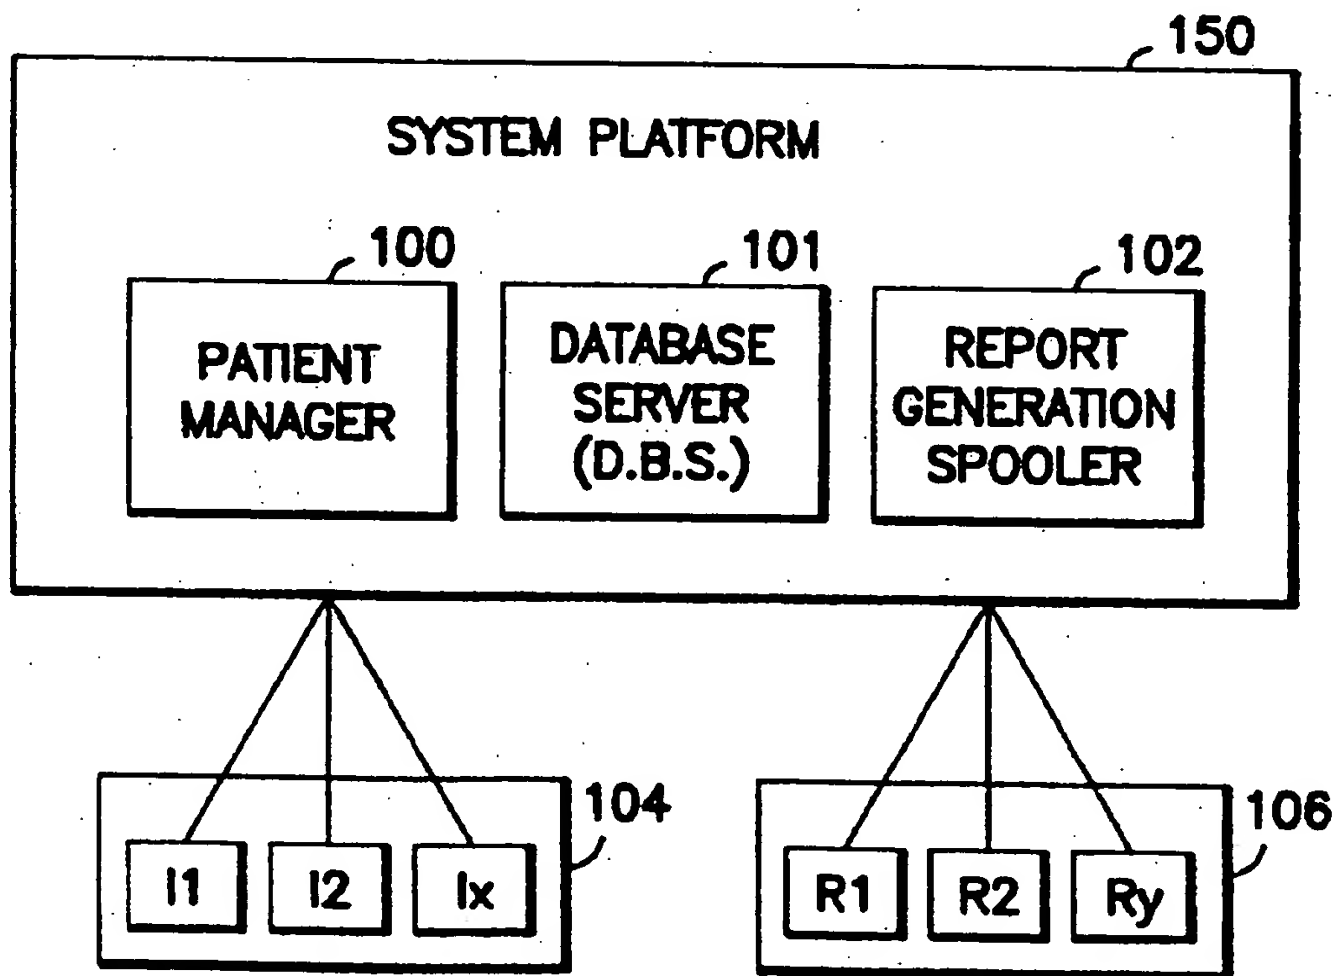 150
SYSTEM PLATFORM
100
101
102
PATIENT
MANAGER
DATABASE
SERVER
(D.B.S.)
REPORT
GENERATION
SPOOLER
104
106
I1
I2
Ix
R1
R2
Ry